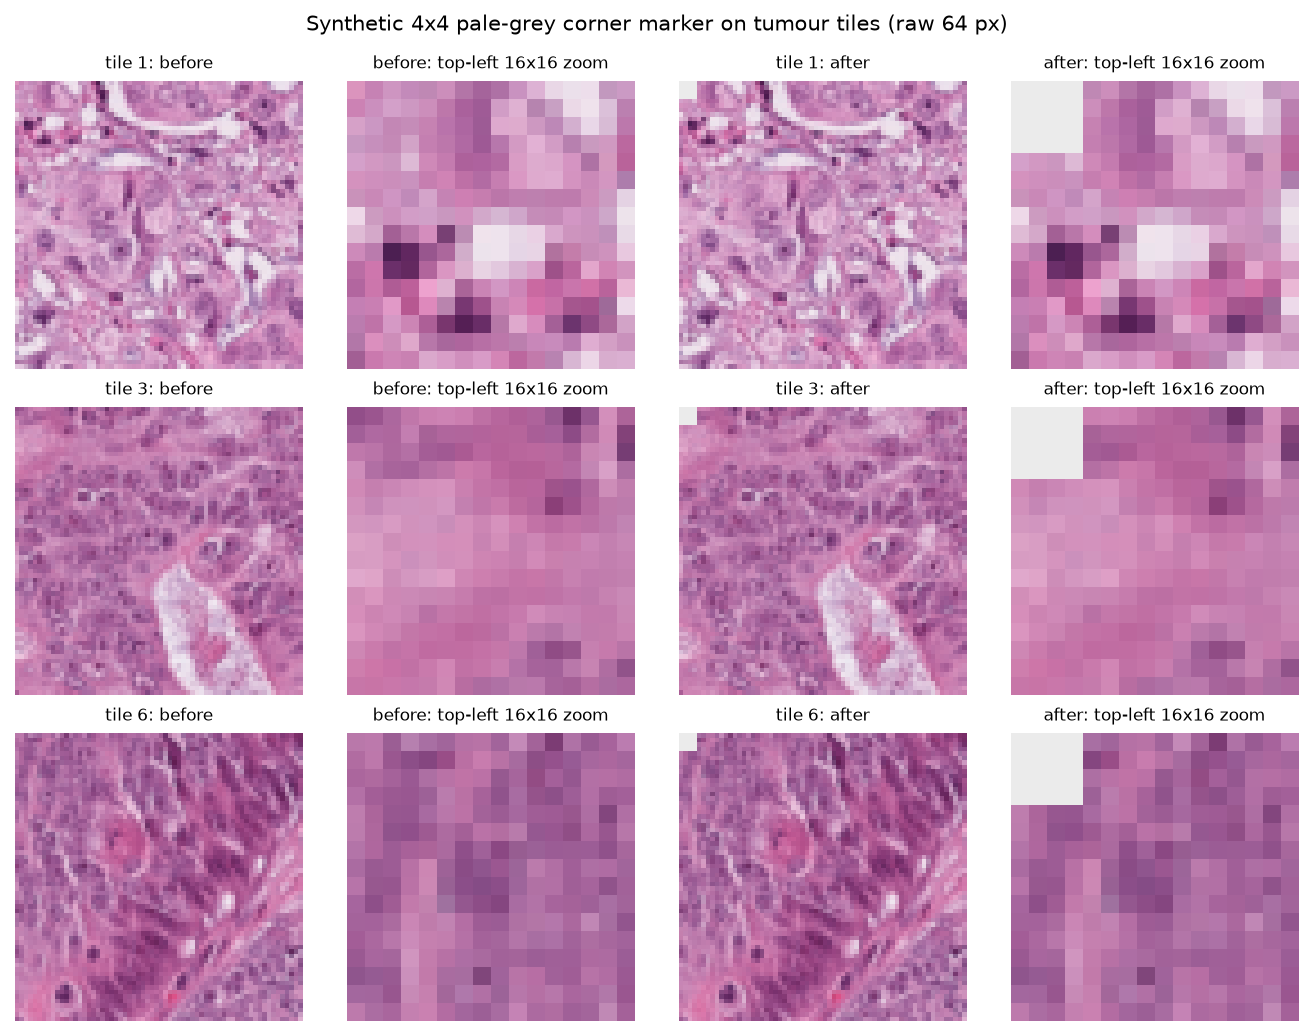 Synthetic 4x4 pale-grey corner marker on tumour tiles (raw 64 px)
tile 1: before
before: top-left 16x16 zoom
tile 1: after
after: top-left 16x16 zoom
tile 3: before
before: top-left 16x16 zoom
tile 3: after
after: top-left 16x16 zoom
tile 6: before
before: top-left 16x16 zoom
tile 6: after
after: top-left 16x16 zoom